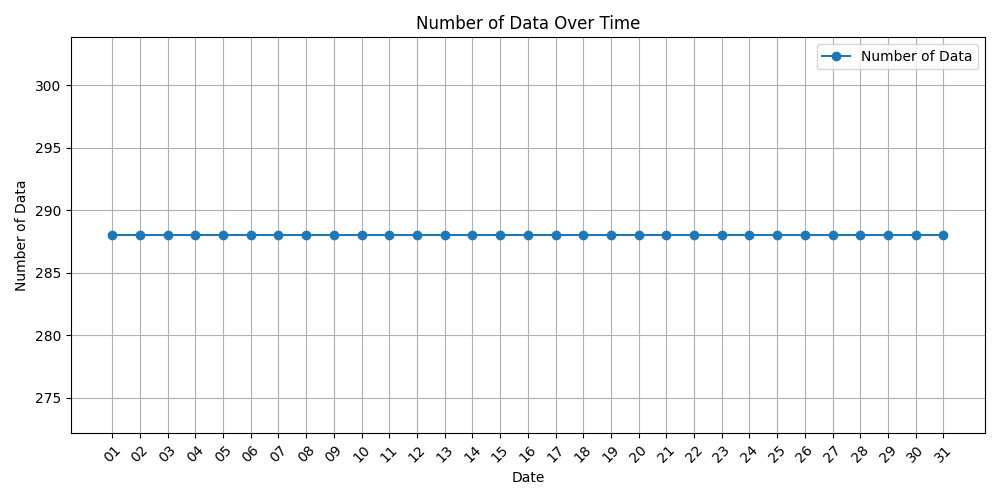 Number of Data Over Time
Number of Data
300
295
290
285
280
275
Number of Data
01 02 03 04 05 06 07 08 09 10 11 12 13 14 15 16 17 18 19 20 21 22 23 24 25 26 27 28 29 30 31
Date